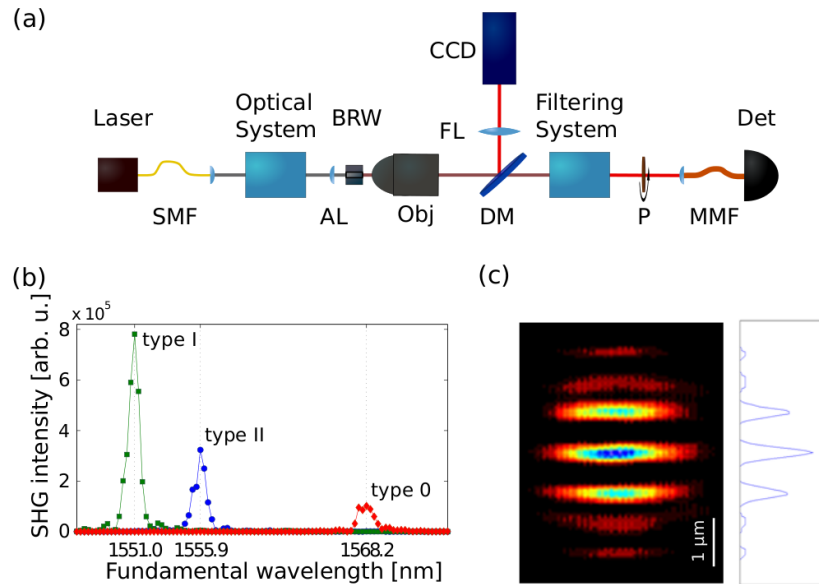 (a)
CCD
Laser
Optical
System
BRW
FL
Filtering
System
Det
SMF
AL
Obj
DM
P
MMF
(b)
x 10⁵
8
6
4
2
0
SHG intensity [arb. u.]
type I
type II
type 0
1551.0 1555.9 1568.2
Fundamental wavelength [nm]
(c)
1 µm